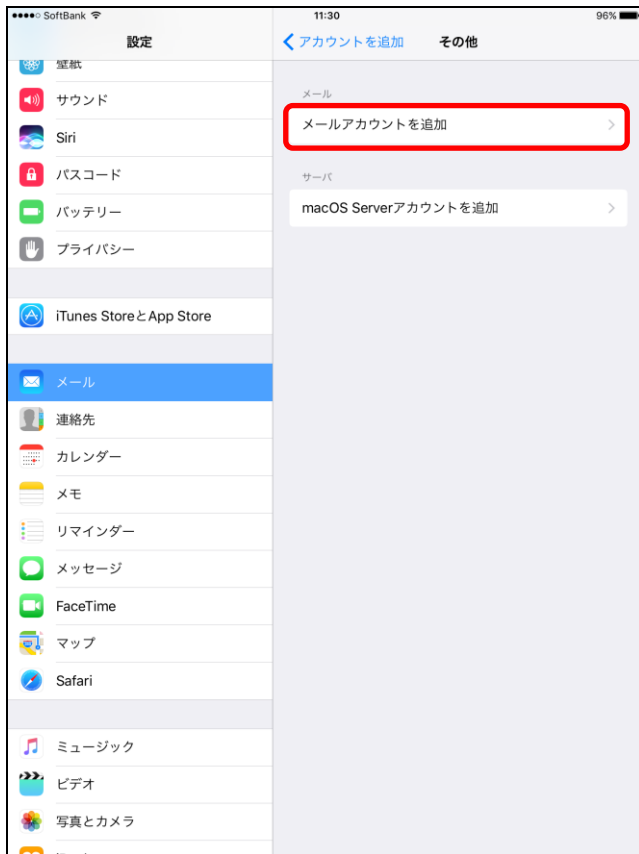 SoftBank
11:30
96%
設定
アカウントを追加
その他
壁紙
サウンド
Siri
パスコード
バッテリー
プライバシー
iTunes StoreとApp Store
メール
連絡先
カレンダー
メモ
リマインダー
メッセージ
FaceTime
マップ
Safari
ミュージック
ビデオ
写真とカメラ
メール
メールアカウントを追加
サーバ
macOS Serverアカウントを追加